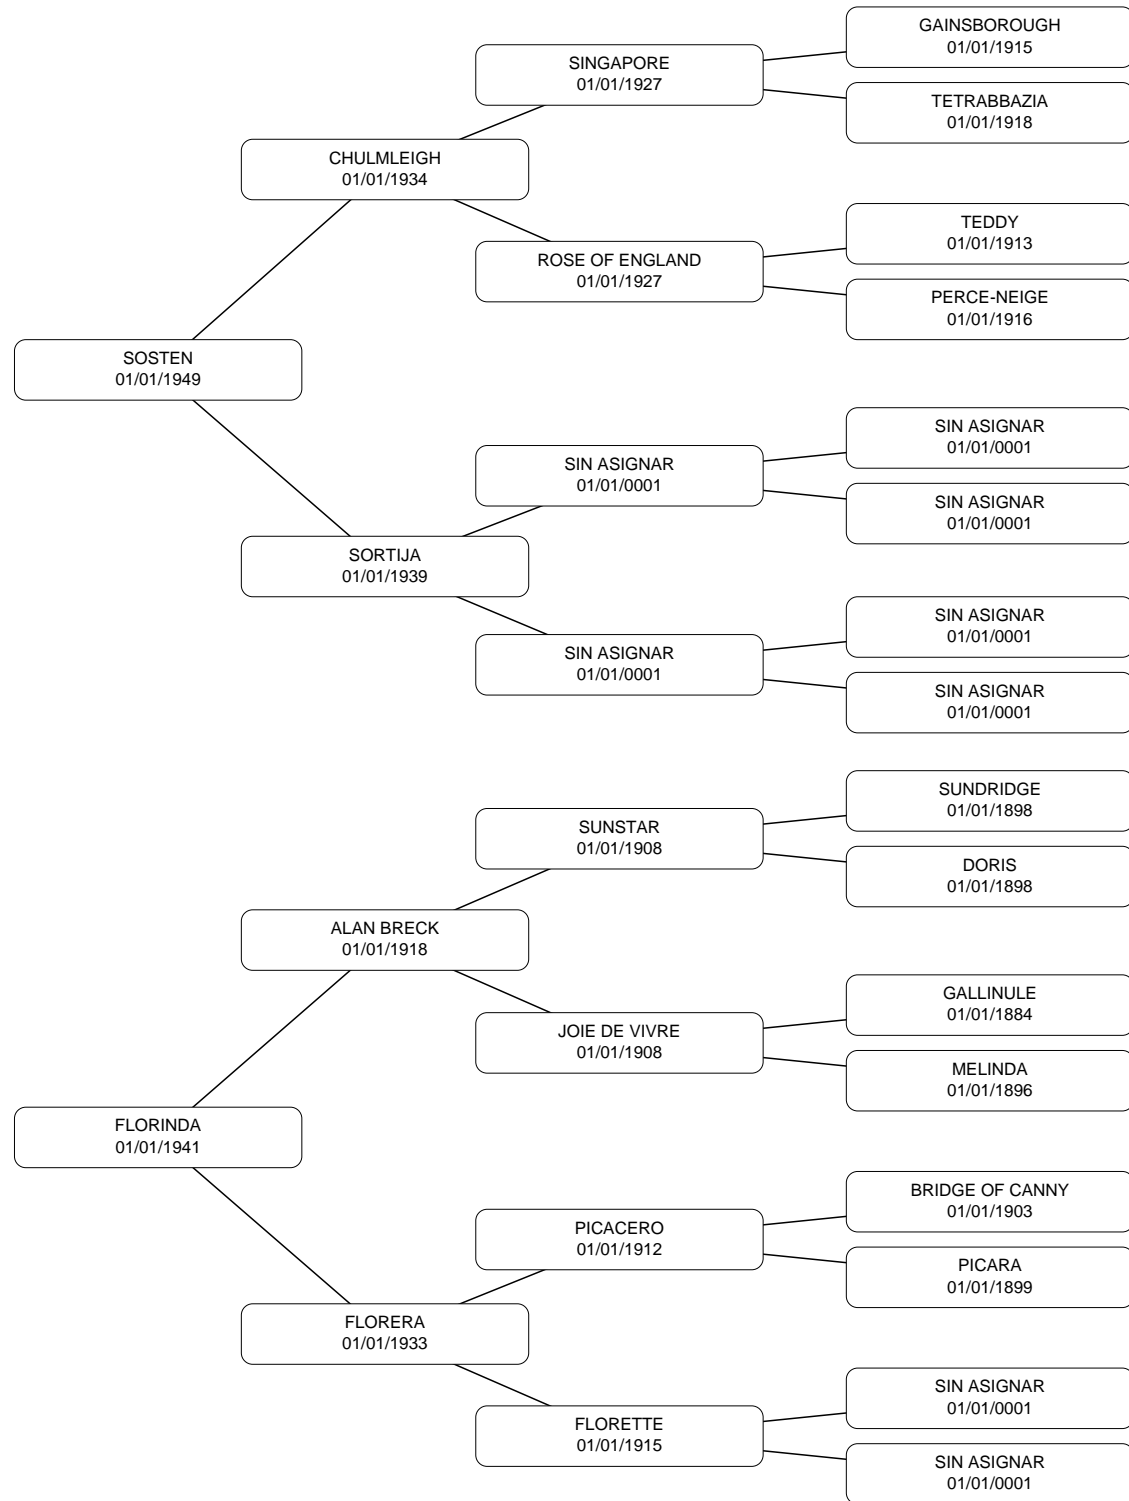 GAINSBOROUGH
01/01/1915
SINGAPORE
01/01/1927
TETRABBAZIA
01/01/1918
CHULMLEIGH
01/01/1934
TEDDY
01/01/1913
ROSE OF ENGLAND
01/01/1927
PERCE-NEIGE
01/01/1916
SOSTEN
01/01/1949
SIN ASIGNAR
01/01/0001
SIN ASIGNAR
01/01/0001
SIN ASIGNAR
01/01/0001
SORTIJA
01/01/1939
SIN ASIGNAR
01/01/0001
SIN ASIGNAR
01/01/0001
SIN ASIGNAR
01/01/0001
SUNDRIDGE
01/01/1898
SUNSTAR
01/01/1908
DORIS
01/01/1898
ALAN BRECK
01/01/1918
GALLINULE
01/01/1884
JOIE DE VIVRE
01/01/1908
MELINDA
01/01/1896
FLORINDA
01/01/1941
BRIDGE OF CANNY
01/01/1903
PICACERO
01/01/1912
PICARA
01/01/1899
FLORERA
01/01/1933
SIN ASIGNAR
01/01/0001
FLORETTE
01/01/1915
SIN ASIGNAR
01/01/0001